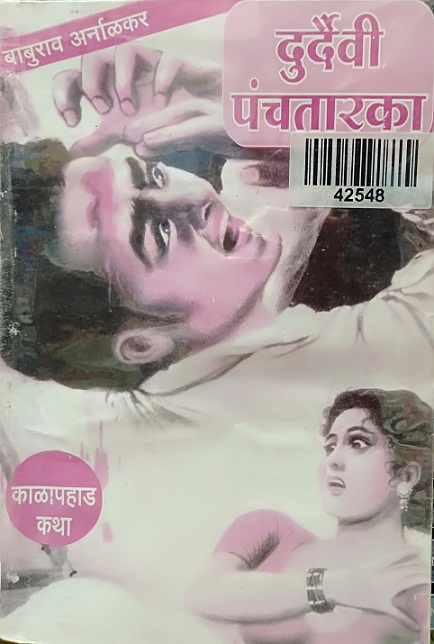 बाबुराव अर्नाळकर
दुर्दैवी
पंचतारका
42548
काळापहाड
कथा